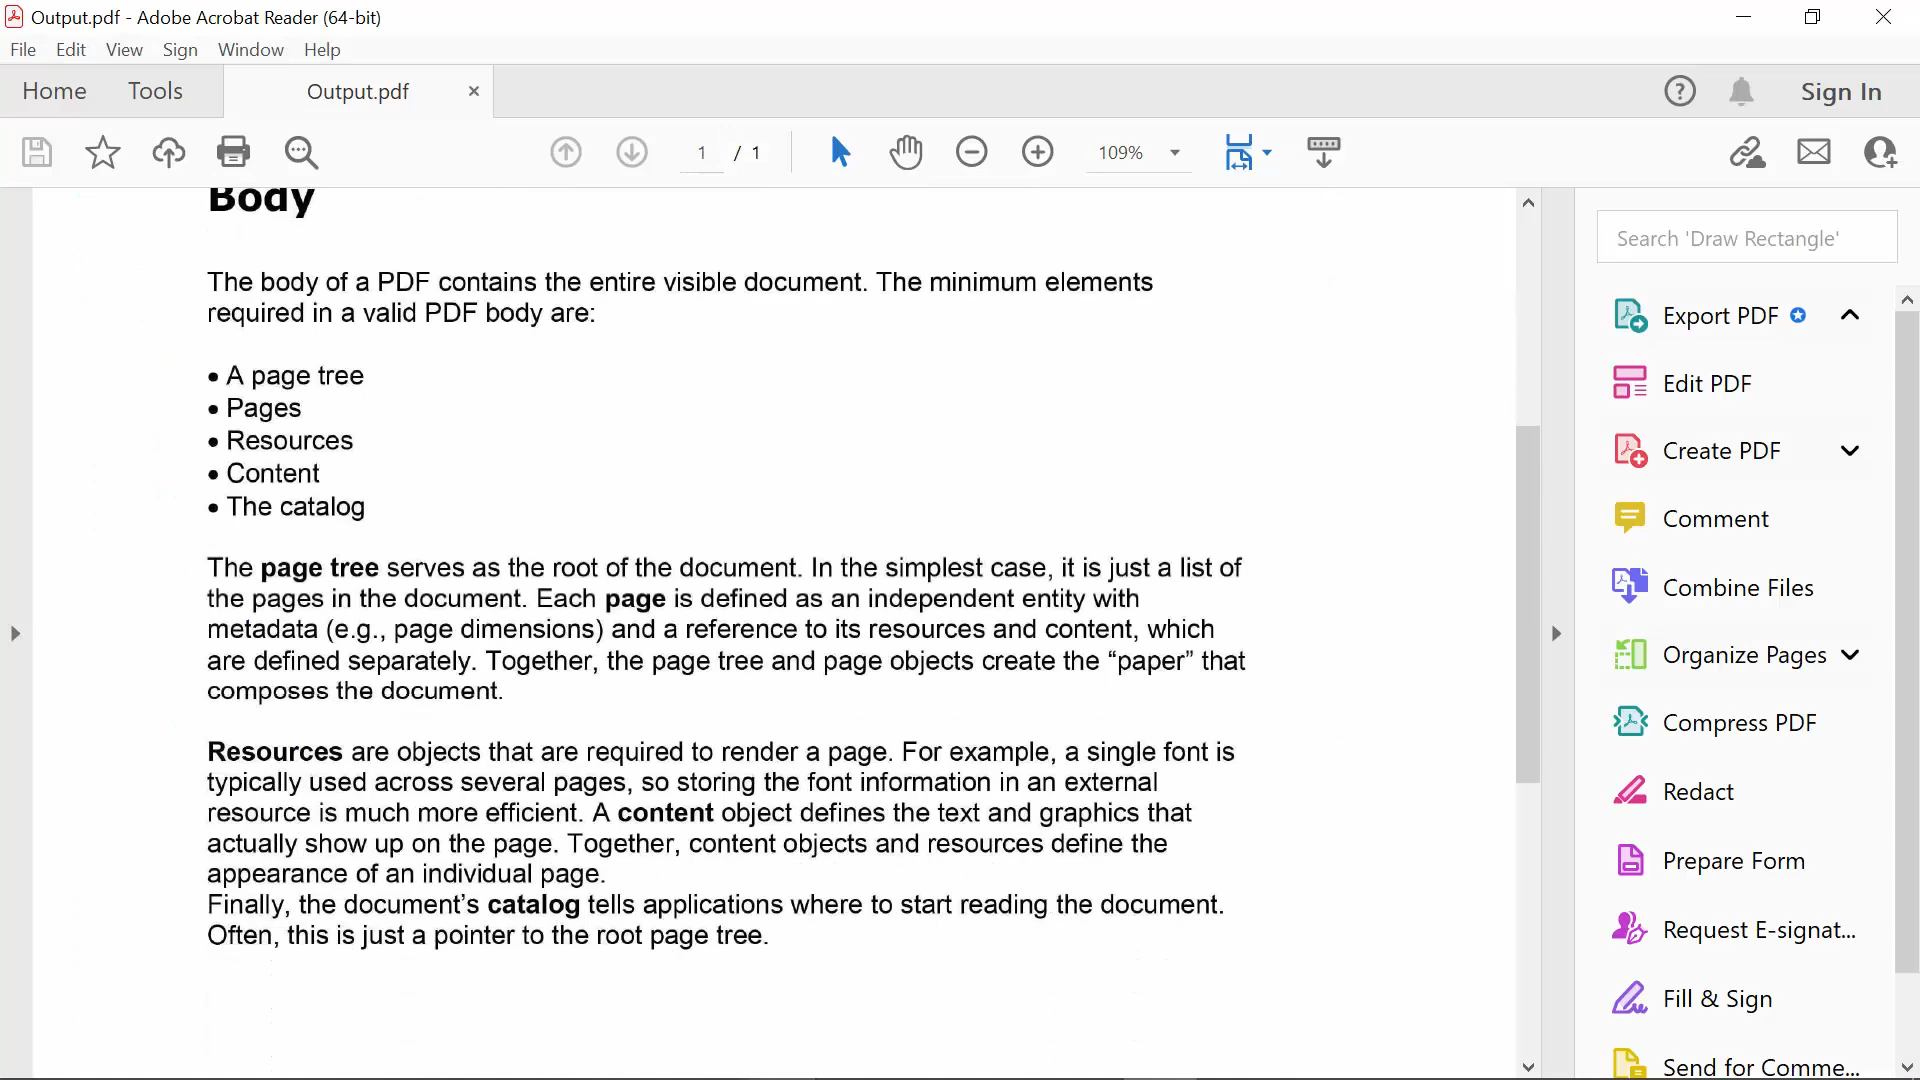 Output.pdf - Adobe Acrobat Reader (64-bit)
File Edit View Sign Window Help
Home Tools Output.pdf Sign In
1 / 1 109%
Body
The body of a PDF contains the entire visible document. The minimum elements
required in a valid PDF body are:
• A page tree
• Pages
• Resources
• Content
• The catalog
The page tree serves as the root of the document. In the simplest case, it is just a list of
the pages in the document. Each page is defined as an independent entity with
metadata (e.g., page dimensions) and a reference to its resources and content, which
are defined separately. Together, the page tree and page objects create the “paper” that
composes the document.
Resources are objects that are required to render a page. For example, a single font is
typically used across several pages, so storing the font information in an external
resource is much more efficient. A content object defines the text and graphics that
actually show up on the page. Together, content objects and resources define the
appearance of an individual page.
Finally, the document’s catalog tells applications where to start reading the document.
Often, this is just a pointer to the root page tree.
Search 'Draw Rectangle'
Export PDF
Edit PDF
Create PDF
Comment
Combine Files
Organize Pages
Compress PDF
Redact
Prepare Form
Request E-signat...
Fill & Sign
Send for Comme...